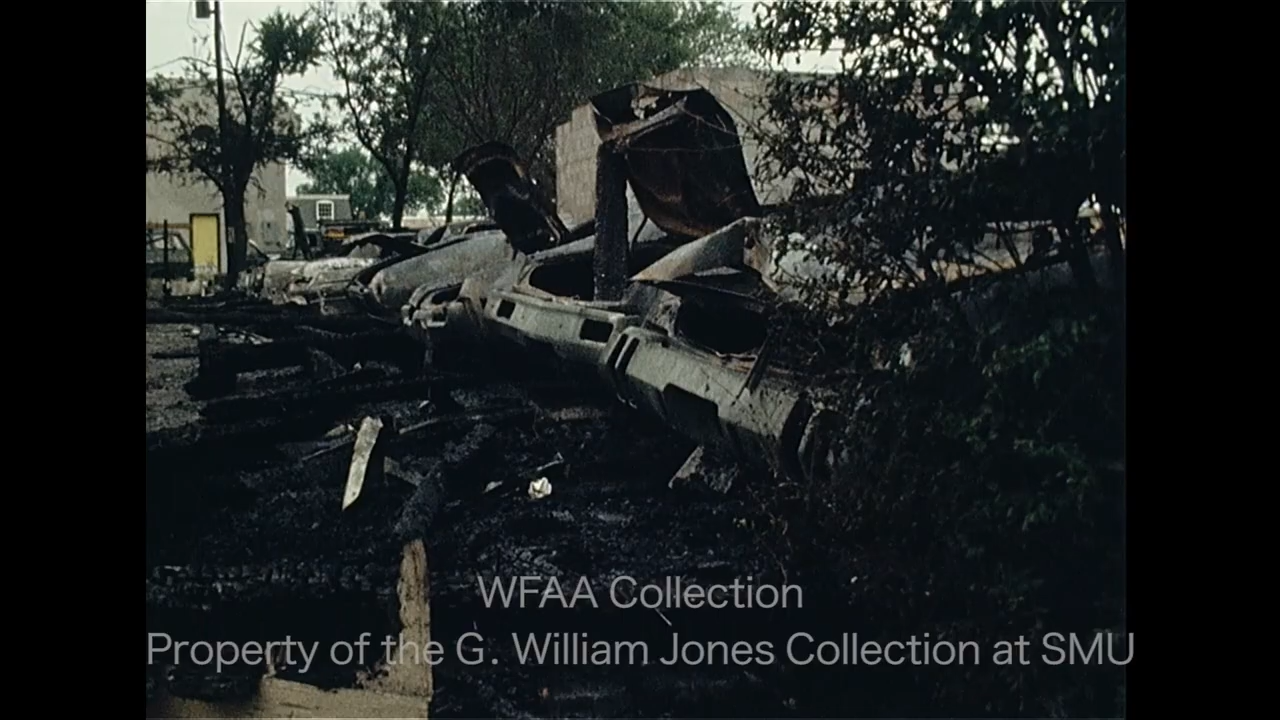 WFAA Collection
Property of the G. William Jones Collection at SMU